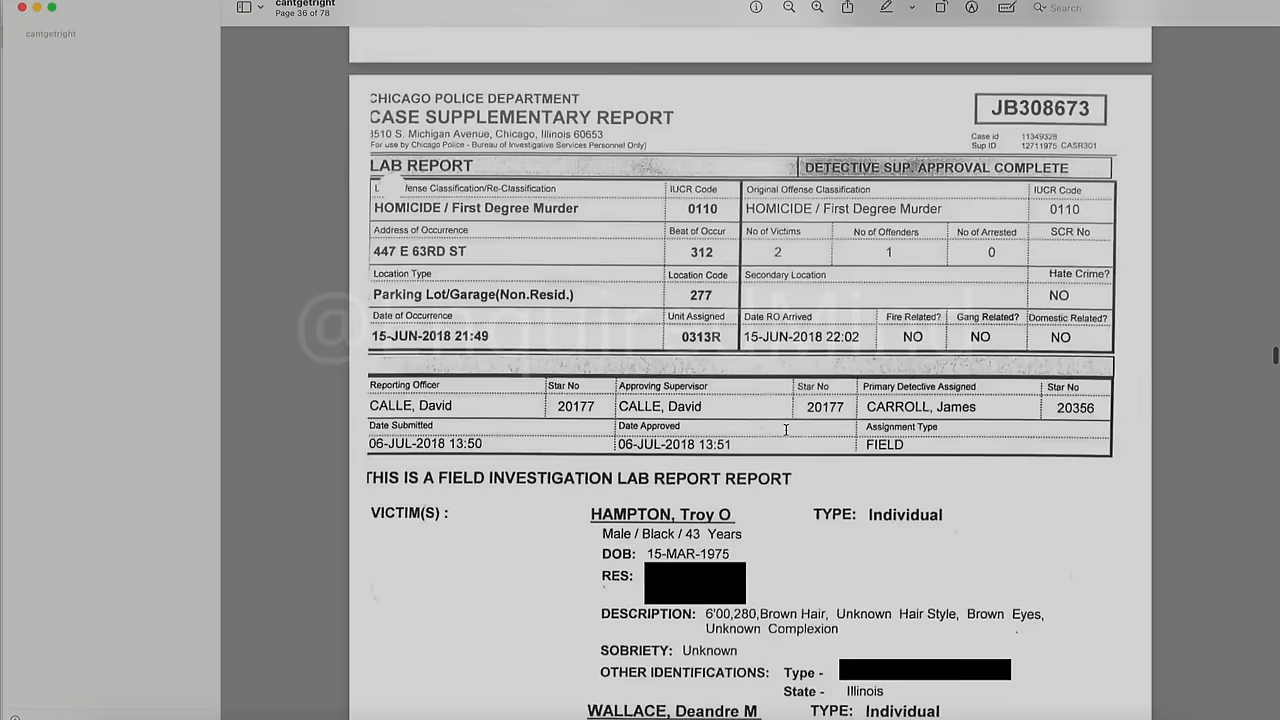 cantgetright
Page 36 of 78
Search
cantgetright
CHICAGO POLICE DEPARTMENT
CASE SUPPLEMENTARY REPORT
JB308673
3510 S. Michigan Avenue, Chicago, Illinois 60653
(For use by Chicago Police - Bureau of Investigative Services Personnel Only)
Case id 11349328
Sup ID 12711975 CASR301
LAB REPORT
DETECTIVE SUP. APPROVAL COMPLETE
fense Classification/Re-Classification IUCR Code Original Offense Classification IUCR Code
HOMICIDE / First Degree Murder 0110 HOMICIDE / First Degree Murder 0110
Address of Occurrence Beat of Occur No of Victims No of Offenders No of Arrested SCR No
447 E 63RD ST 312 2 1 0
Location Type Location Code Secondary Location Hate Crime?
Parking Lot/Garage(Non.Resid.) 277 NO
Date of Occurrence Unit Assigned Date RO Arrived Fire Related? Gang Related? Domestic Related?
15-JUN-2018 21:49 0313R 15-JUN-2018 22:02 NO NO NO
Reporting Officer Star No Approving Supervisor Star No Primary Detective Assigned Star No
CALLE, David 20177 CALLE, David 20177 CARROLL, James 20356
Date Submitted Date Approved Assignment Type
06-JUL-2018 13:50 06-JUL-2018 13:51 FIELD
THIS IS A FIELD INVESTIGATION LAB REPORT REPORT
VICTIM(S) : HAMPTON, Troy O TYPE: Individual
Male / Black / 43 Years
DOB: 15-MAR-1975
RES:
DESCRIPTION: 6'00,280,Brown Hair, Unknown Hair Style, Brown Eyes,
Unknown Complexion
SOBRIETY: Unknown
OTHER IDENTIFICATIONS: Type -
State - Illinois
WALLACE, Deandre M TYPE: Individual